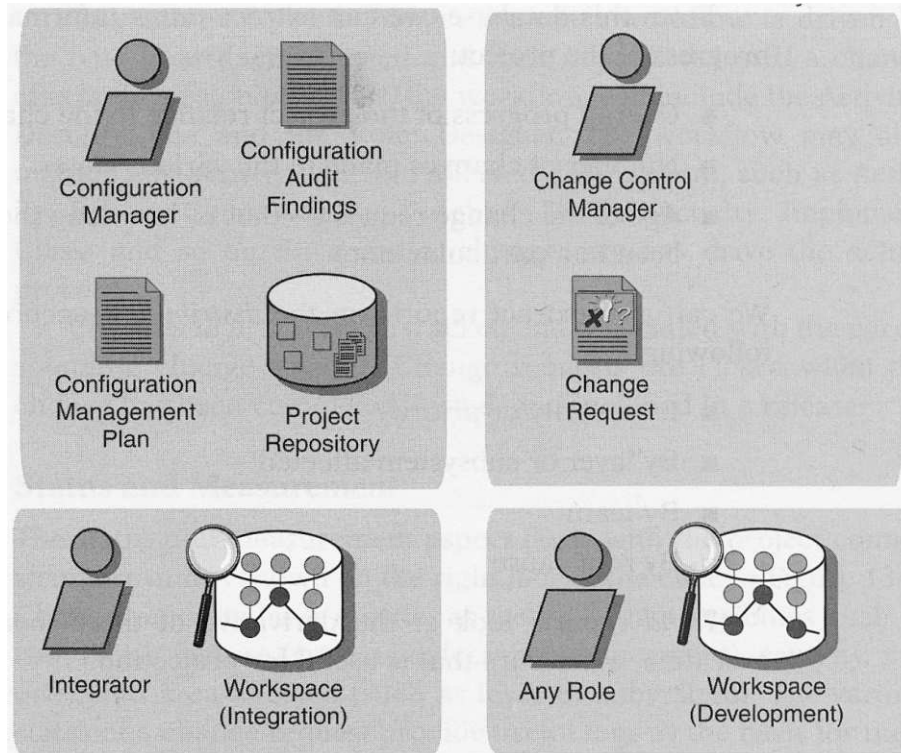 Configuration
Manager
Configuration
Audit
Findings
Configuration
Management
Plan
Project
Repository
Change Control
Manager
?
Change
Request
Integrator
Workspace
(Integration)
Any Role
Workspace
(Development)